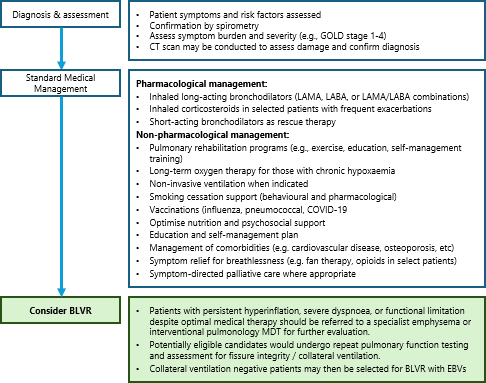 Diagnosis & assessment
• Patient symptoms and risk factors assessed
• Confirmation by spirometry
• Assess symptom burden and severity (e.g., GOLD stage 1-4)
• CT scan may be conducted to assess damage and confirm diagnosis
Standard Medical
Management
Pharmacological management:
• Inhaled long-acting bronchodilators (LAMA, LABA, or LAMA/LABA combinations)
• Inhaled corticosteroids in selected patients with frequent exacerbations
• Short-acting bronchodilators as rescue therapy
Non-pharmacological management:
• Pulmonary rehabilitation programs (e.g., exercise, education, self-management
training)
• Long-term oxygen therapy for those with chronic hypoxaemia
• Non-invasive ventilation when indicated
• Smoking cessation support (behavioural and pharmacological)
• Vaccinations (influenza, pneumococcal, COVID-19
• Optimise nutrition and psychosocial support
• Education and self-management plan
• Management of comorbidities (e.g. cardiovascular disease, osteoporosis, etc)
• Symptom relief for breathlessness (e.g. fan therapy, opioids in select patients)
• Symptom-directed palliative care where appropriate
Consider BLVR
• Patients with persistent hyperinflation, severe dyspnoea, or functional limitation
despite optimal medical therapy should be referred to a specialist emphysema or
interventional pulmonology MDT for further evaluation.
• Potentially eligible candidates would undergo repeat pulmonary function testing
and assessment for fissure integrity / collateral ventilation.
• Collateral ventilation negative patients may then be selected for BLVR with EBVs